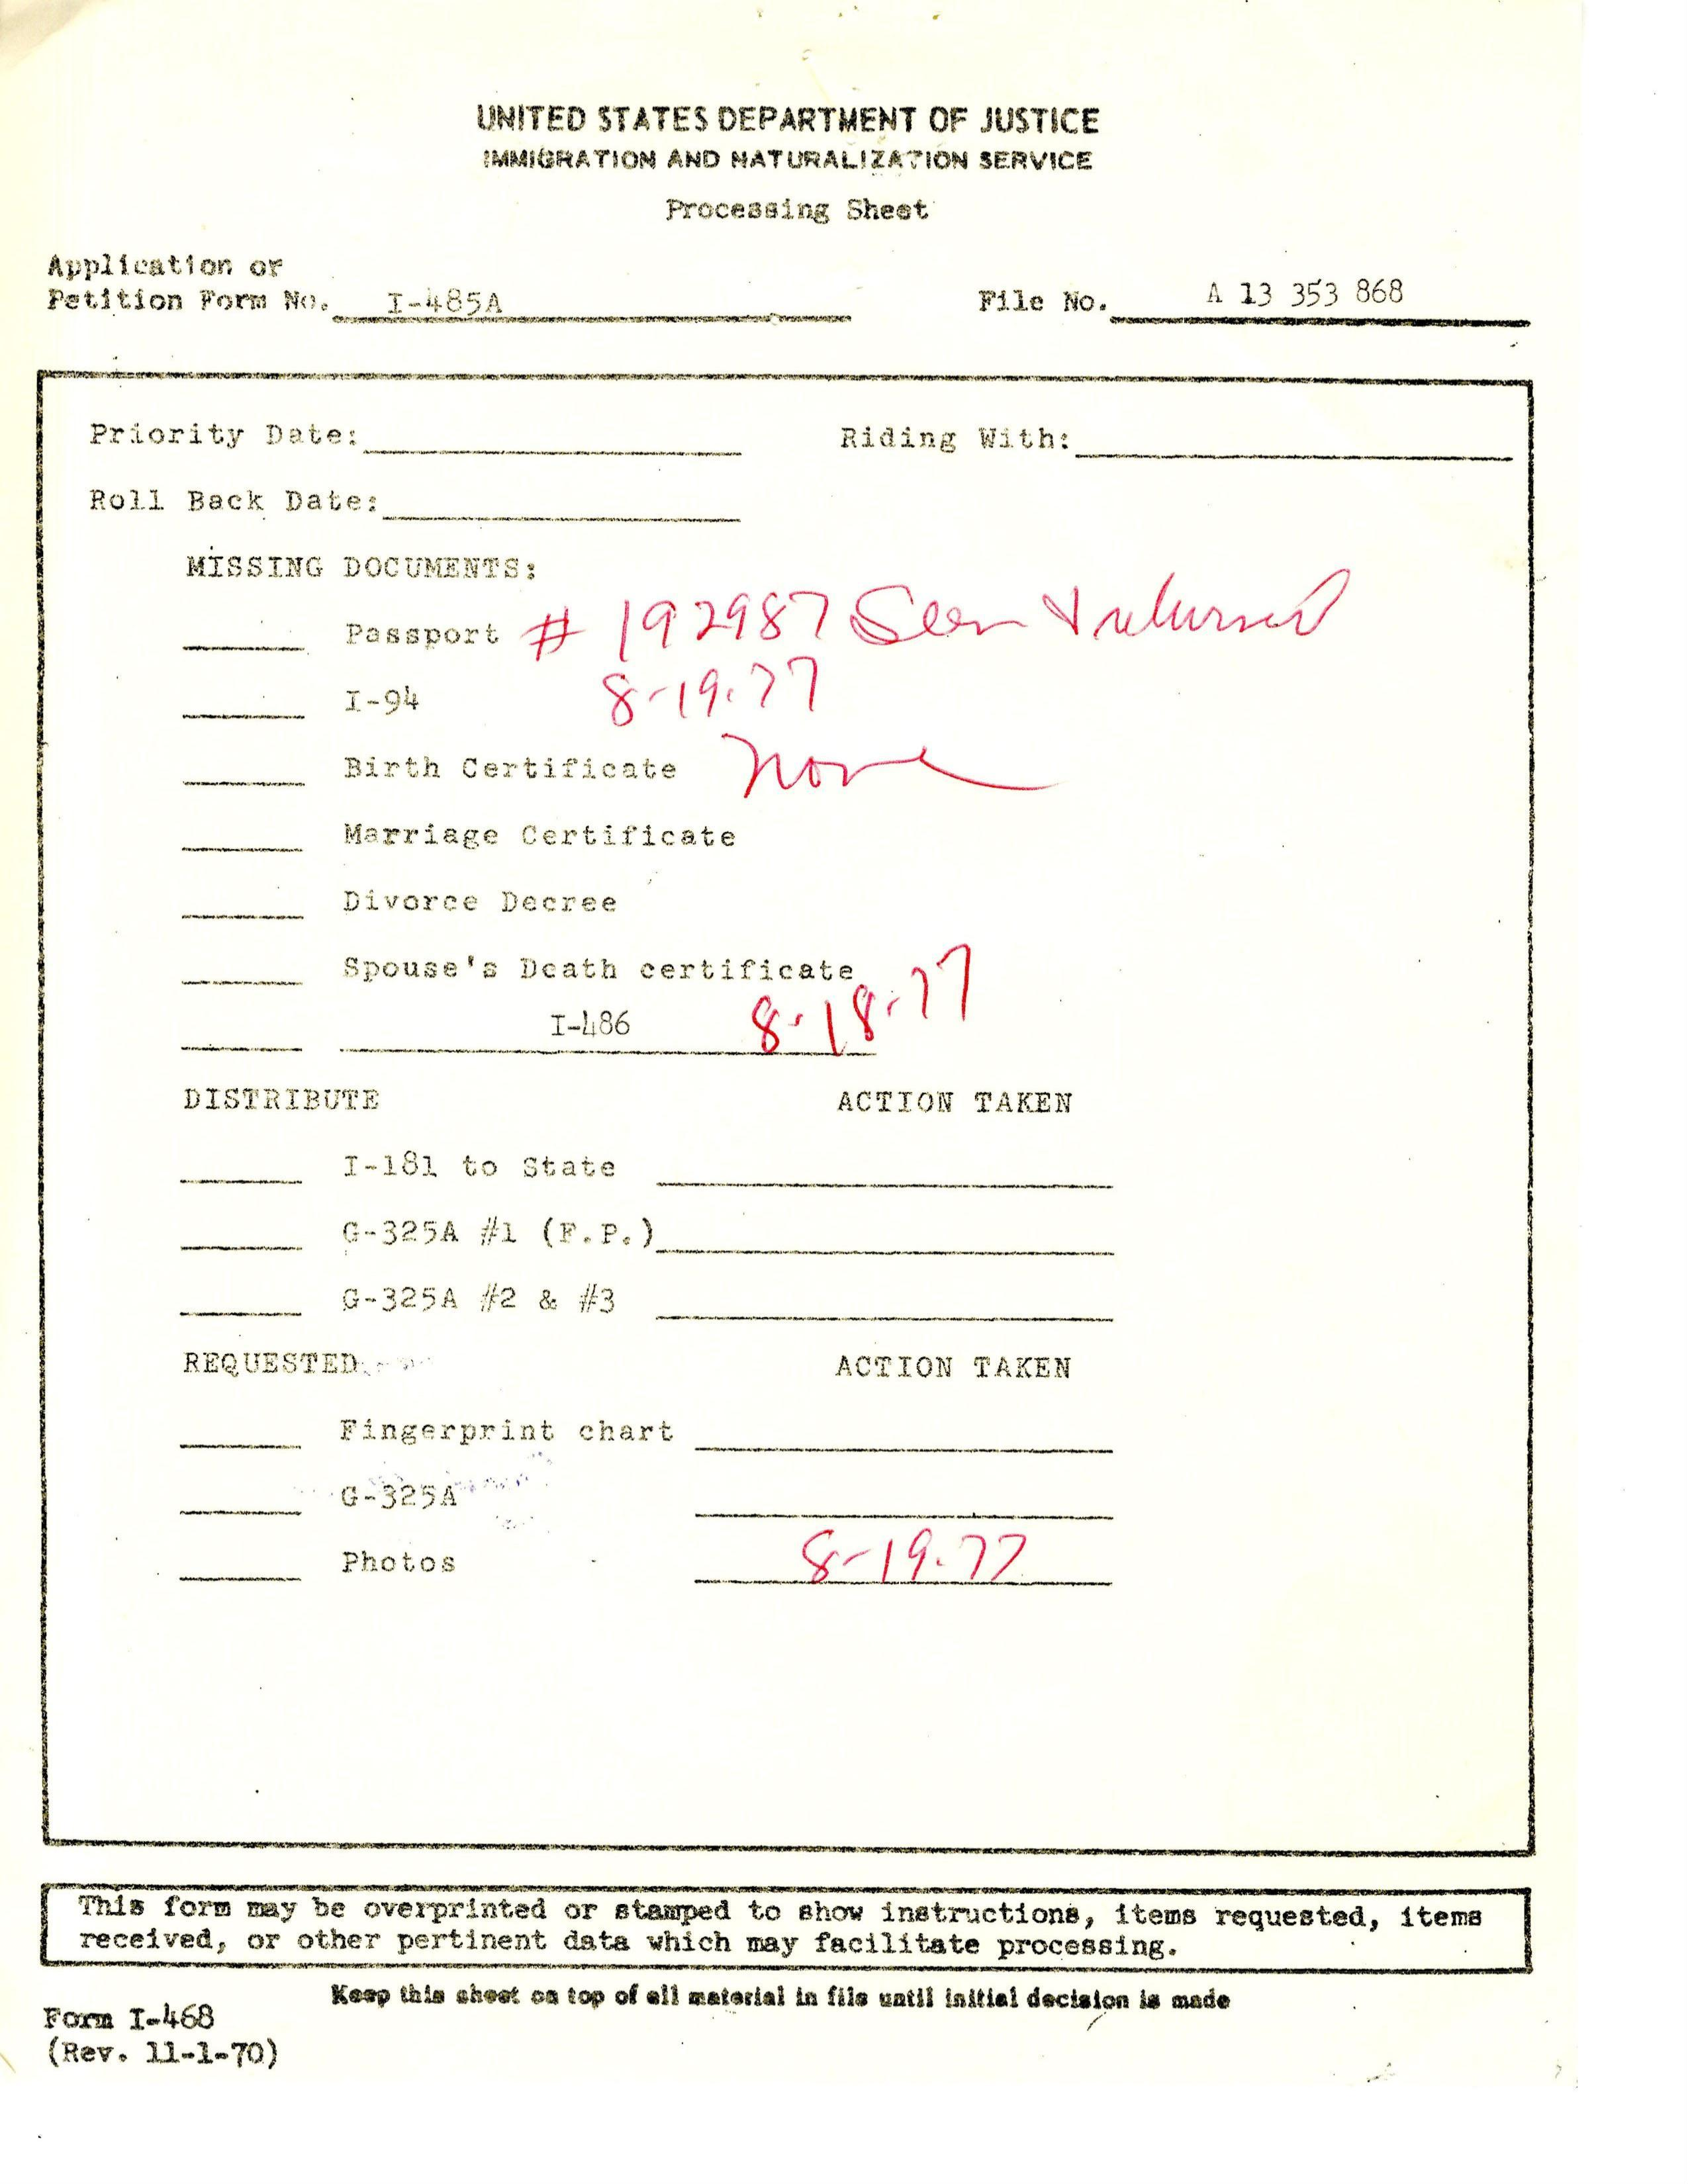 UNITED STATES DEPARTMENT OF JUSTICE
IMMIGRATION AND NATURALIZATION SERVICE
Processing Sheet
Application or
Petition Form No. I-485A File No. A 13 353 868
Priority Date: Riding With:
Roll Back Date:
MISSING DOCUMENTS:
Passport # 192987 Seen & returned
I-94 8-19-77
Birth Certificate None
Marriage Certificate
Divorce Decree
Spouse's Death certificate
I-486 8-18-77
DISTRIBUTE ACTION TAKEN
I-181 to State
G-325A #1 (F.P.)
G-325A #2 & #3
REQUESTED ACTION TAKEN
Fingerprint chart
G-325A
Photos 8-19-77
This form may be overprinted or stamped to show instructions, items requested, items
received, or other pertinent data which may facilitate processing.
Keep this sheet on top of all material in file until initial decision is made
Form I-468
(Rev. 11-1-70)